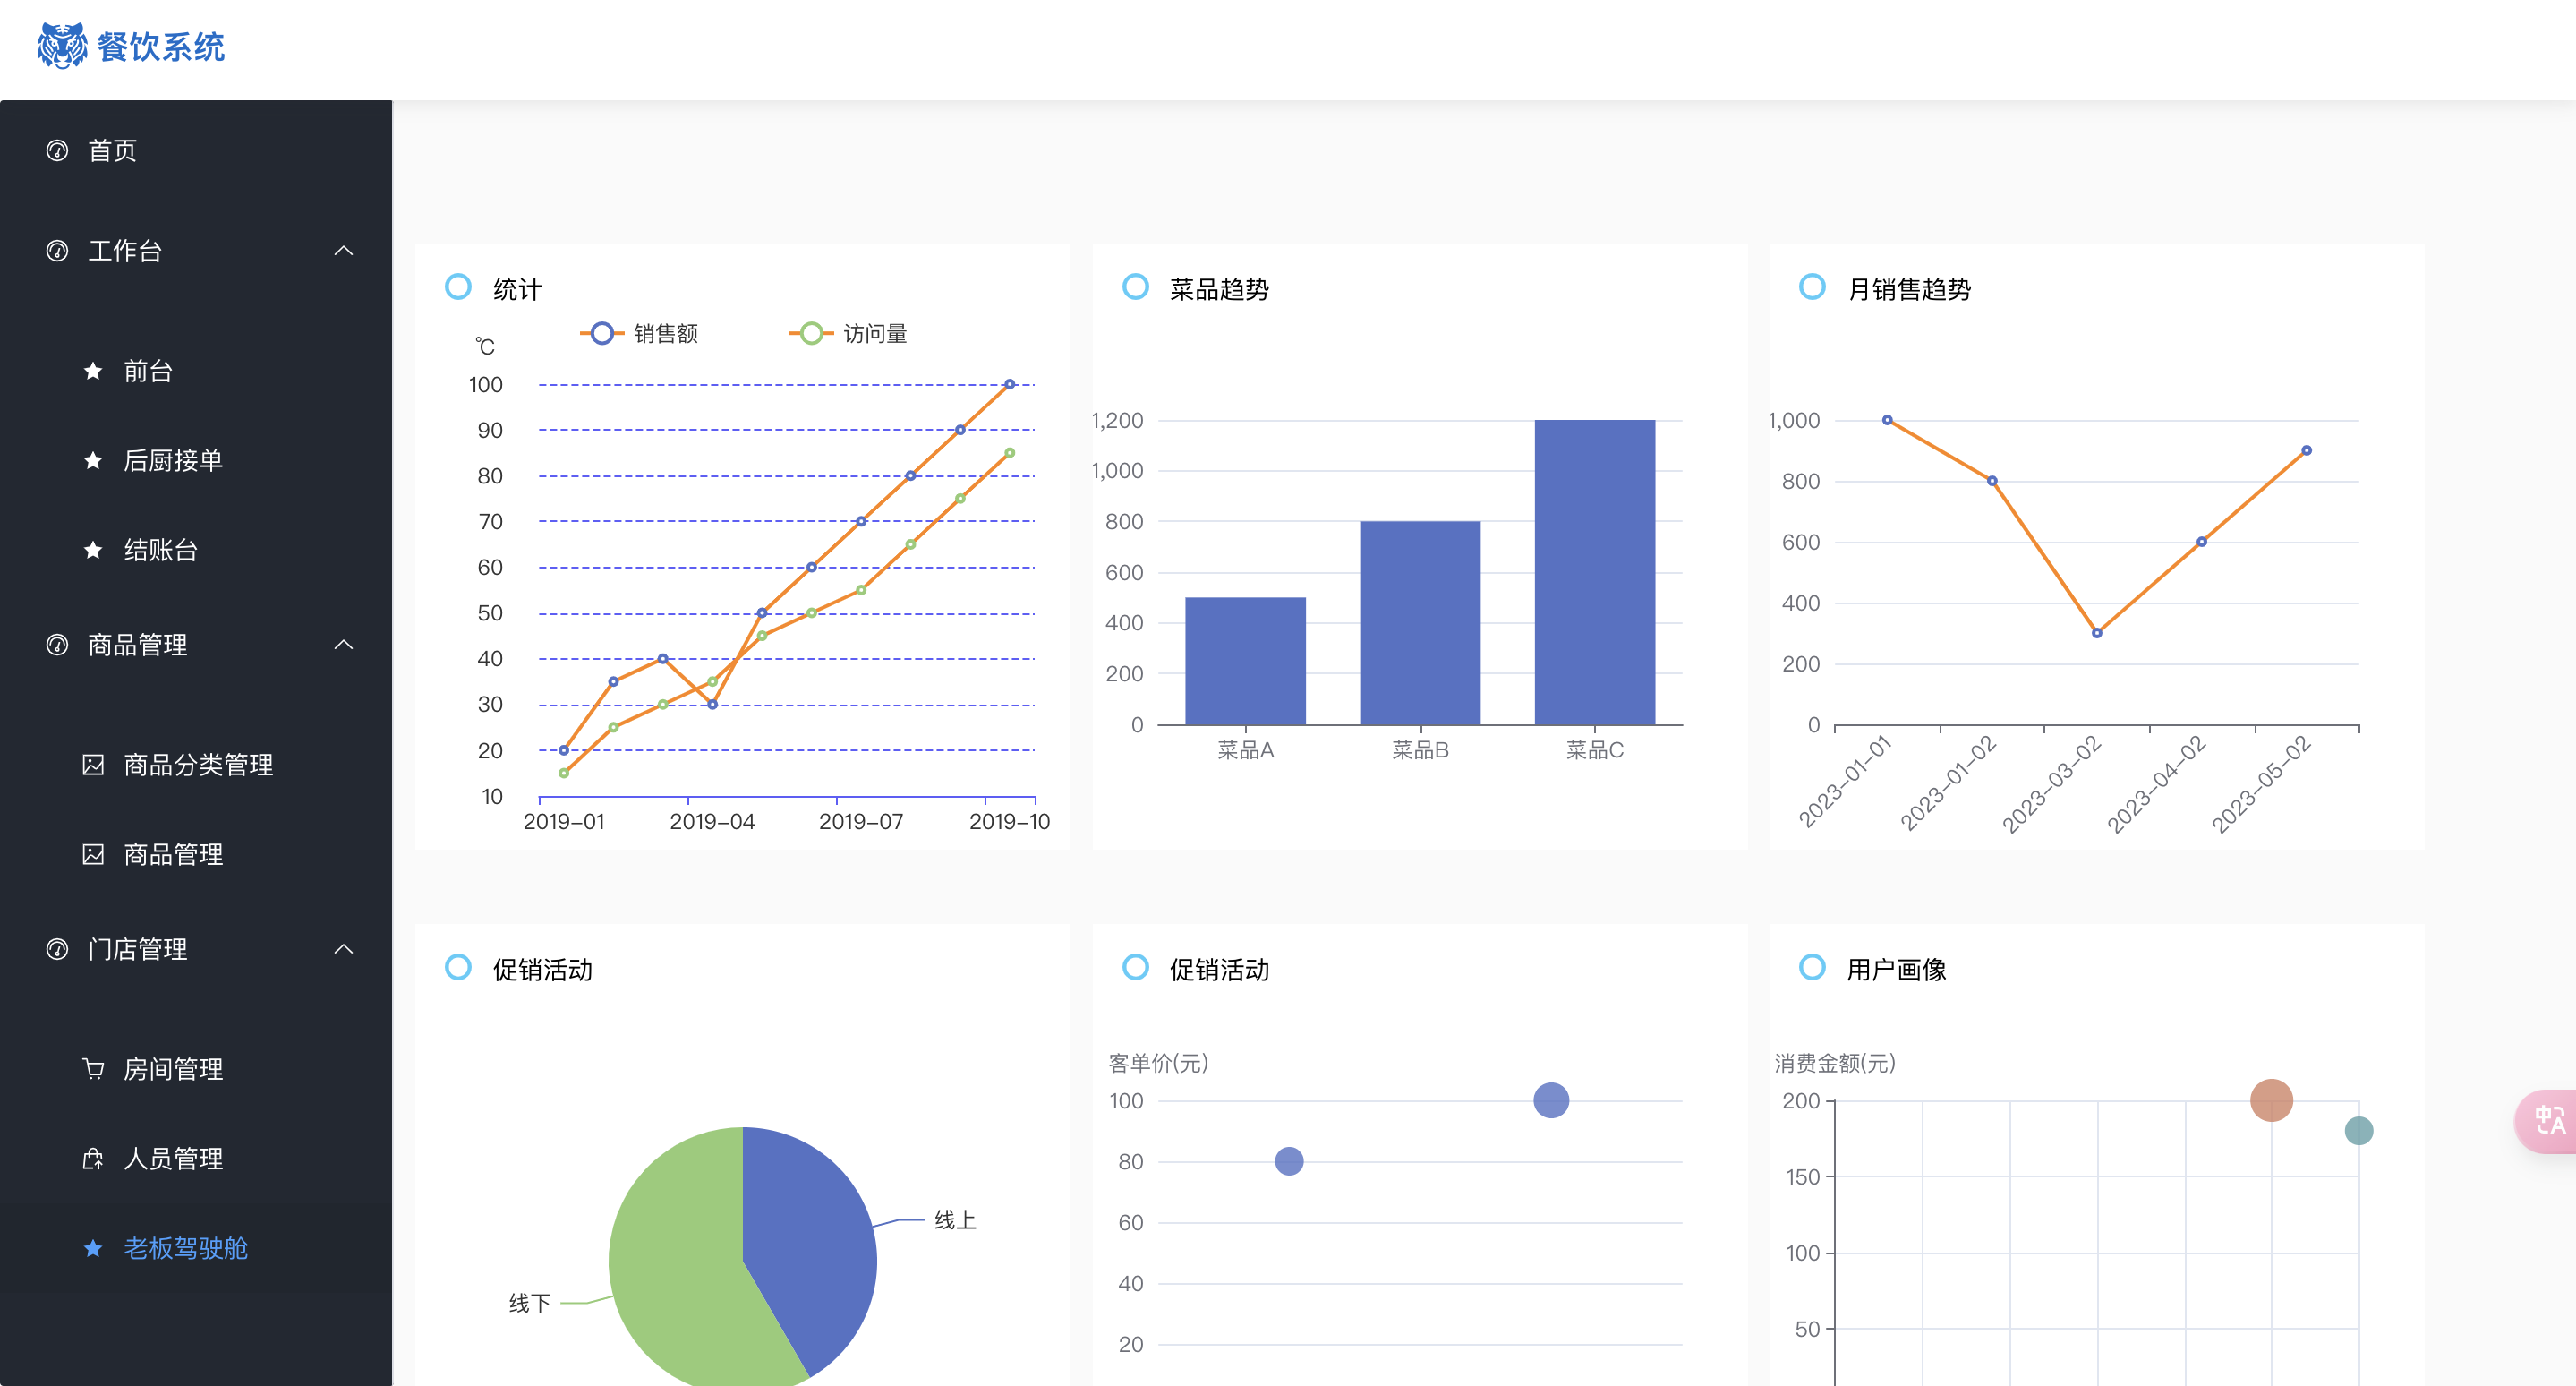 餐饮系统
首页
工作台
前台
后厨接单
结账台
商品管理
商品分类管理
商品管理
门店管理
房间管理
人员管理
老板驾驶舱
统计
销售额
访问量
℃
100
90
80
70
60
50
40
30
20
10
2019-01
2019-04
2019-07
2019-10
菜品趋势
1,200
1,000
800
600
400
200
0
菜品A
菜品B
菜品C
月销售趋势
1,000
800
600
400
200
0
2023-01-01
2023-01-02
2023-03-02
2023-04-02
2023-05-02
促销活动
线上
线下
促销活动
客单价(元)
100
80
60
40
20
用户画像
消费金额(元)
200
150
100
50
中A